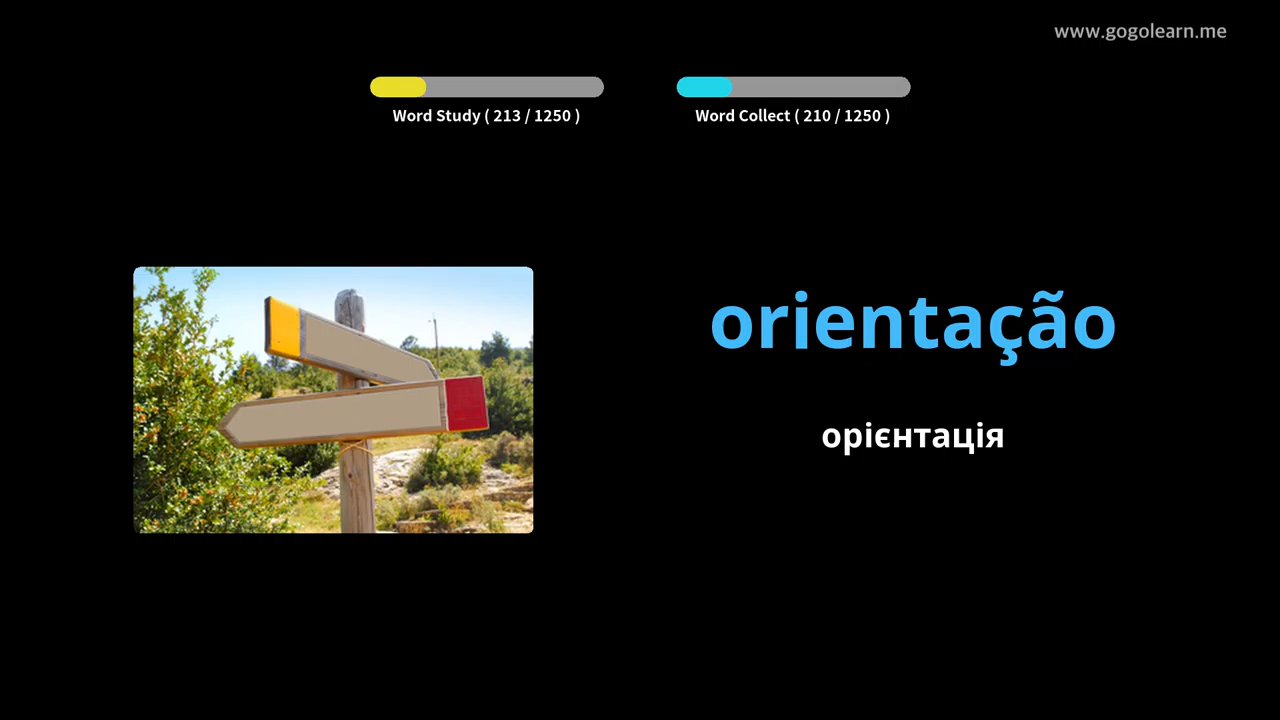 www.gogolearn.me
Word Study ( 213 / 1250 )
Word Collect ( 210 / 1250 )
orientação
орієнтація